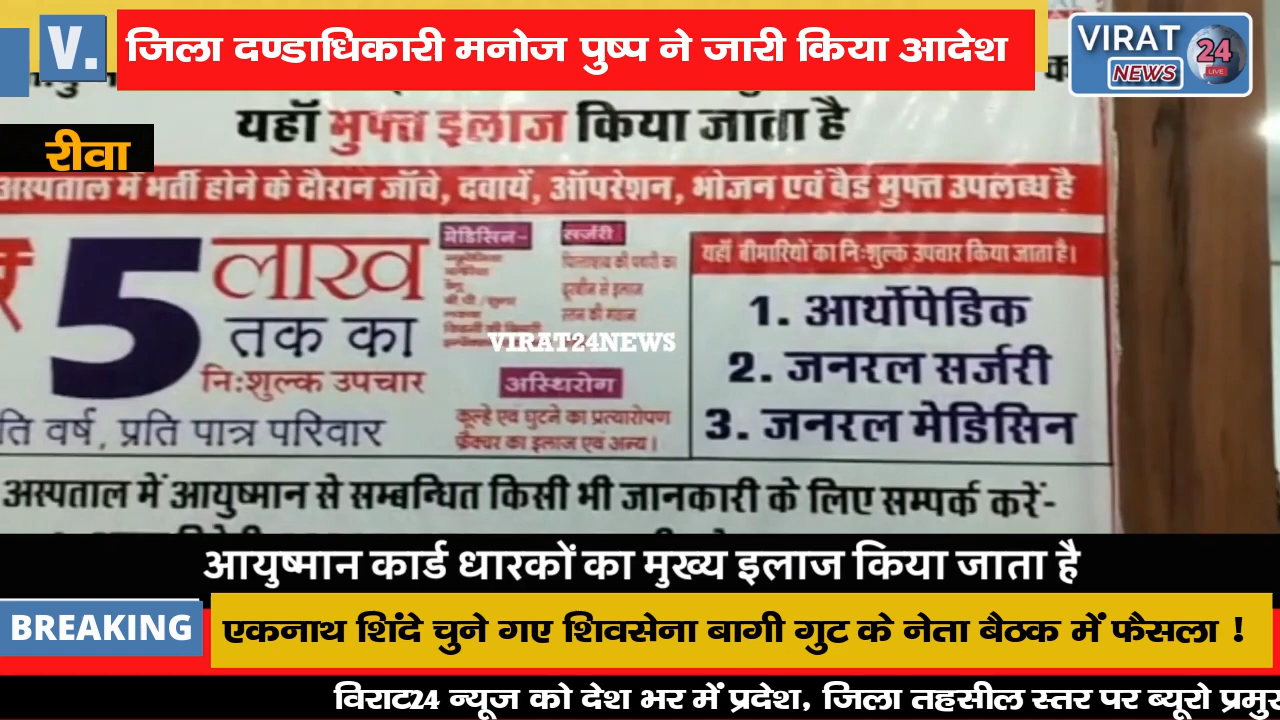 V. जिला दण्डाधिकारी मनोज पुष्प ने जारी किया आदेश
VIRAT
24
LIVE
NEWS
यहॉ मुफ्त इलाज किया जाता है
रीवा
अस्पताल में भर्ती होने के दौरान जॉचे, दवायें, ऑपरेशन, भोजन एवं बैड मुफ्त उपलब्ध है
₹ 5 लाख
तक का
नि:शुल्क उपचार
ति वर्ष, प्रति पात्र परिवार
मेडिसिन-
सर्जरी
दूरबीन से इलाज
VIRAT24NEWS
अस्थिरोग
कूल्हे एवं घुटने का प्रत्यारोपण
फ्रैक्चर का इलाज एवं अन्य।
यहॉ बीमारियों का नि:शुल्क उपचार किया जाता है।
1. आर्थोपेडिक
2. जनरल सर्जरी
3. जनरल मेडिसिन
अस्पताल में आयुष्मान से सम्बन्धित किसी भी जानकारी के लिए सम्पर्क करें-
आयुष्मान कार्ड धारकों का मुख्य इलाज किया जाता है
BREAKING एकनाथ शिंदे चुने गए शिवसेना बागी गुट के नेता बैठक में फैसला !
विराट24 न्यूज को देश भर में प्रदेश, जिला तहसील स्तर पर ब्यूरो